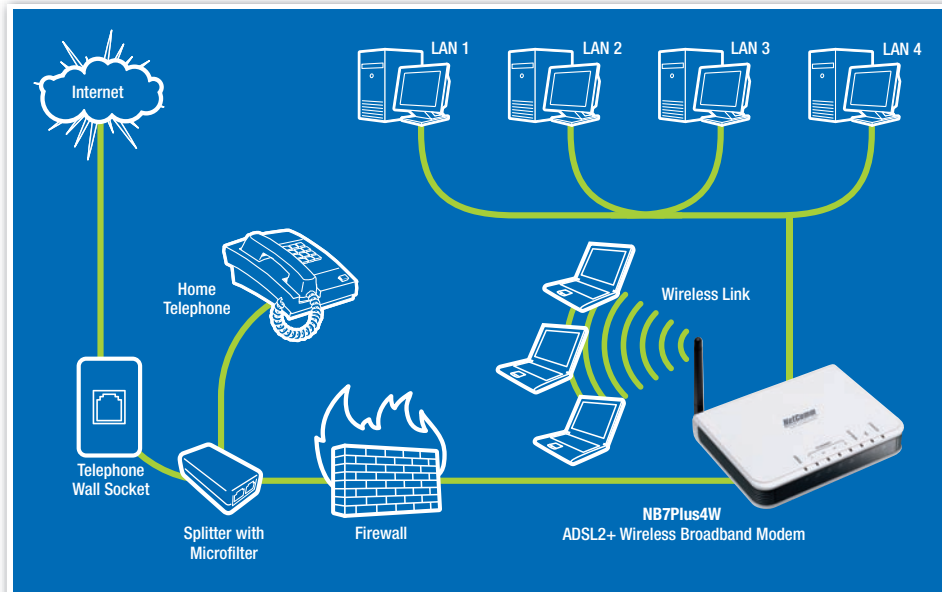 Internet
LAN 1
LAN 2
LAN 3
LAN 4
Home
Telephone
Wireless Link
NetComm
Telephone
Wall Socket
Splitter with
Microfilter
Firewall
NB7Plus4W
ADSL2+ Wireless Broadband Modem